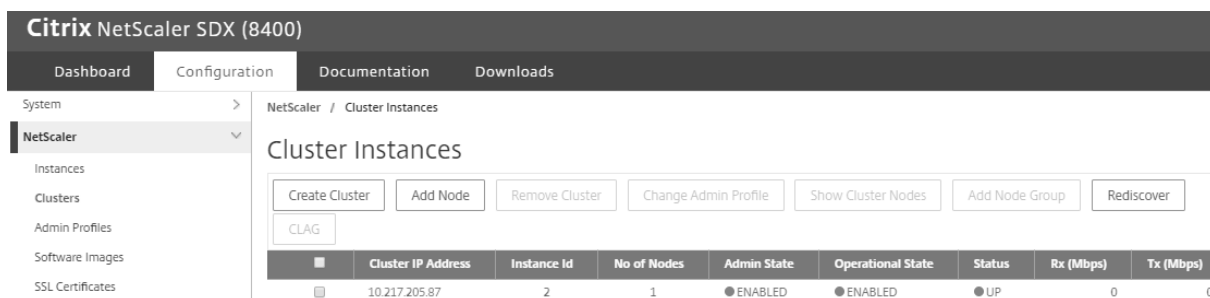 Citrix NetScaler SDX (8400)
Dashboard Configuration Documentation Downloads
System
NetScaler
Instances
Clusters
Admin Profiles
Software Images
SSL Certificates
NetScaler / Cluster Instances
Cluster Instances
Create Cluster Add Node Remove Cluster Change Admin Profile Show Cluster Nodes Add Node Group Rediscover
CLAG
Cluster IP Address Instance Id No of Nodes Admin State Operational State Status Rx (Mbps) Tx (Mbps)
10.217.205.87 2 1 ENABLED ENABLED UP 0 0